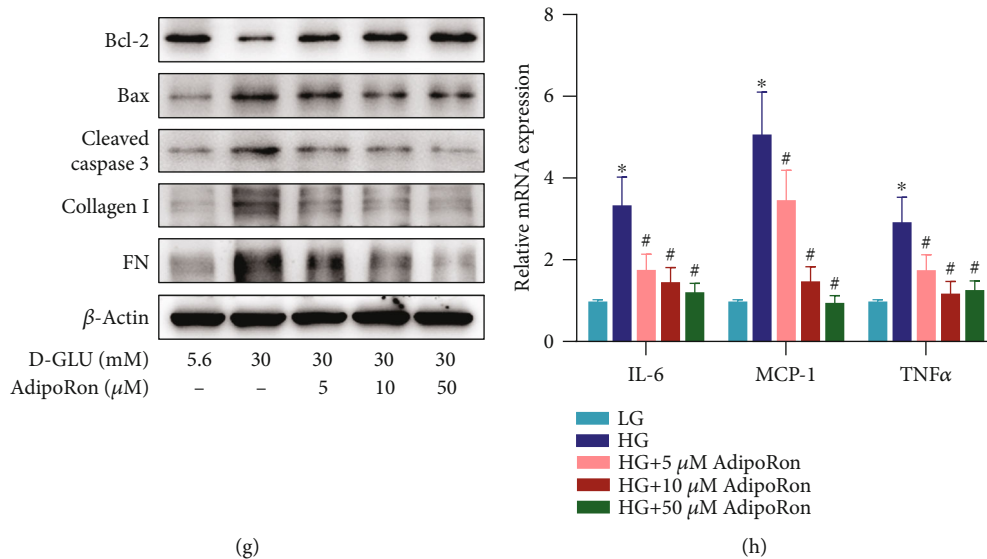 Bcl-2
Bax
Cleaved
caspase 3
Collagen I
FN
β-Actin
D-GLU (mM) 5.6 30 30 30 30
AdipoRon (μM) – – 5 10 50
(g)
Relative mRNA expression
8
6
4
2
0
* # # #
* # # #
* # # #
IL-6 MCP-1 TNFα
LG
HG
HG+5 μM AdipoRon
HG+10 μM AdipoRon
HG+50 μM AdipoRon
(h)